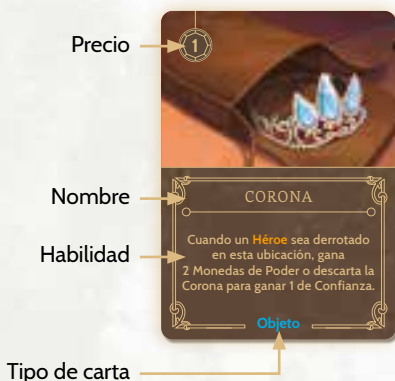 Precio
1
Nombre
CORONA
Habilidad
Cuando un Héroe sea derrotado
en esta ubicación, gana
2 Monedas de Poder o descarta la
Corona para ganar 1 de Confianza.
Objeto
Tipo de carta